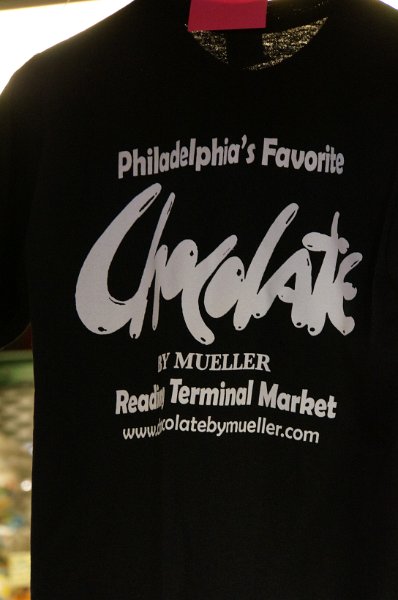 Philadelphia's Favorite
Chocolate
BY MUELLER
Reading Terminal Market
www.chocolatebymueller.com